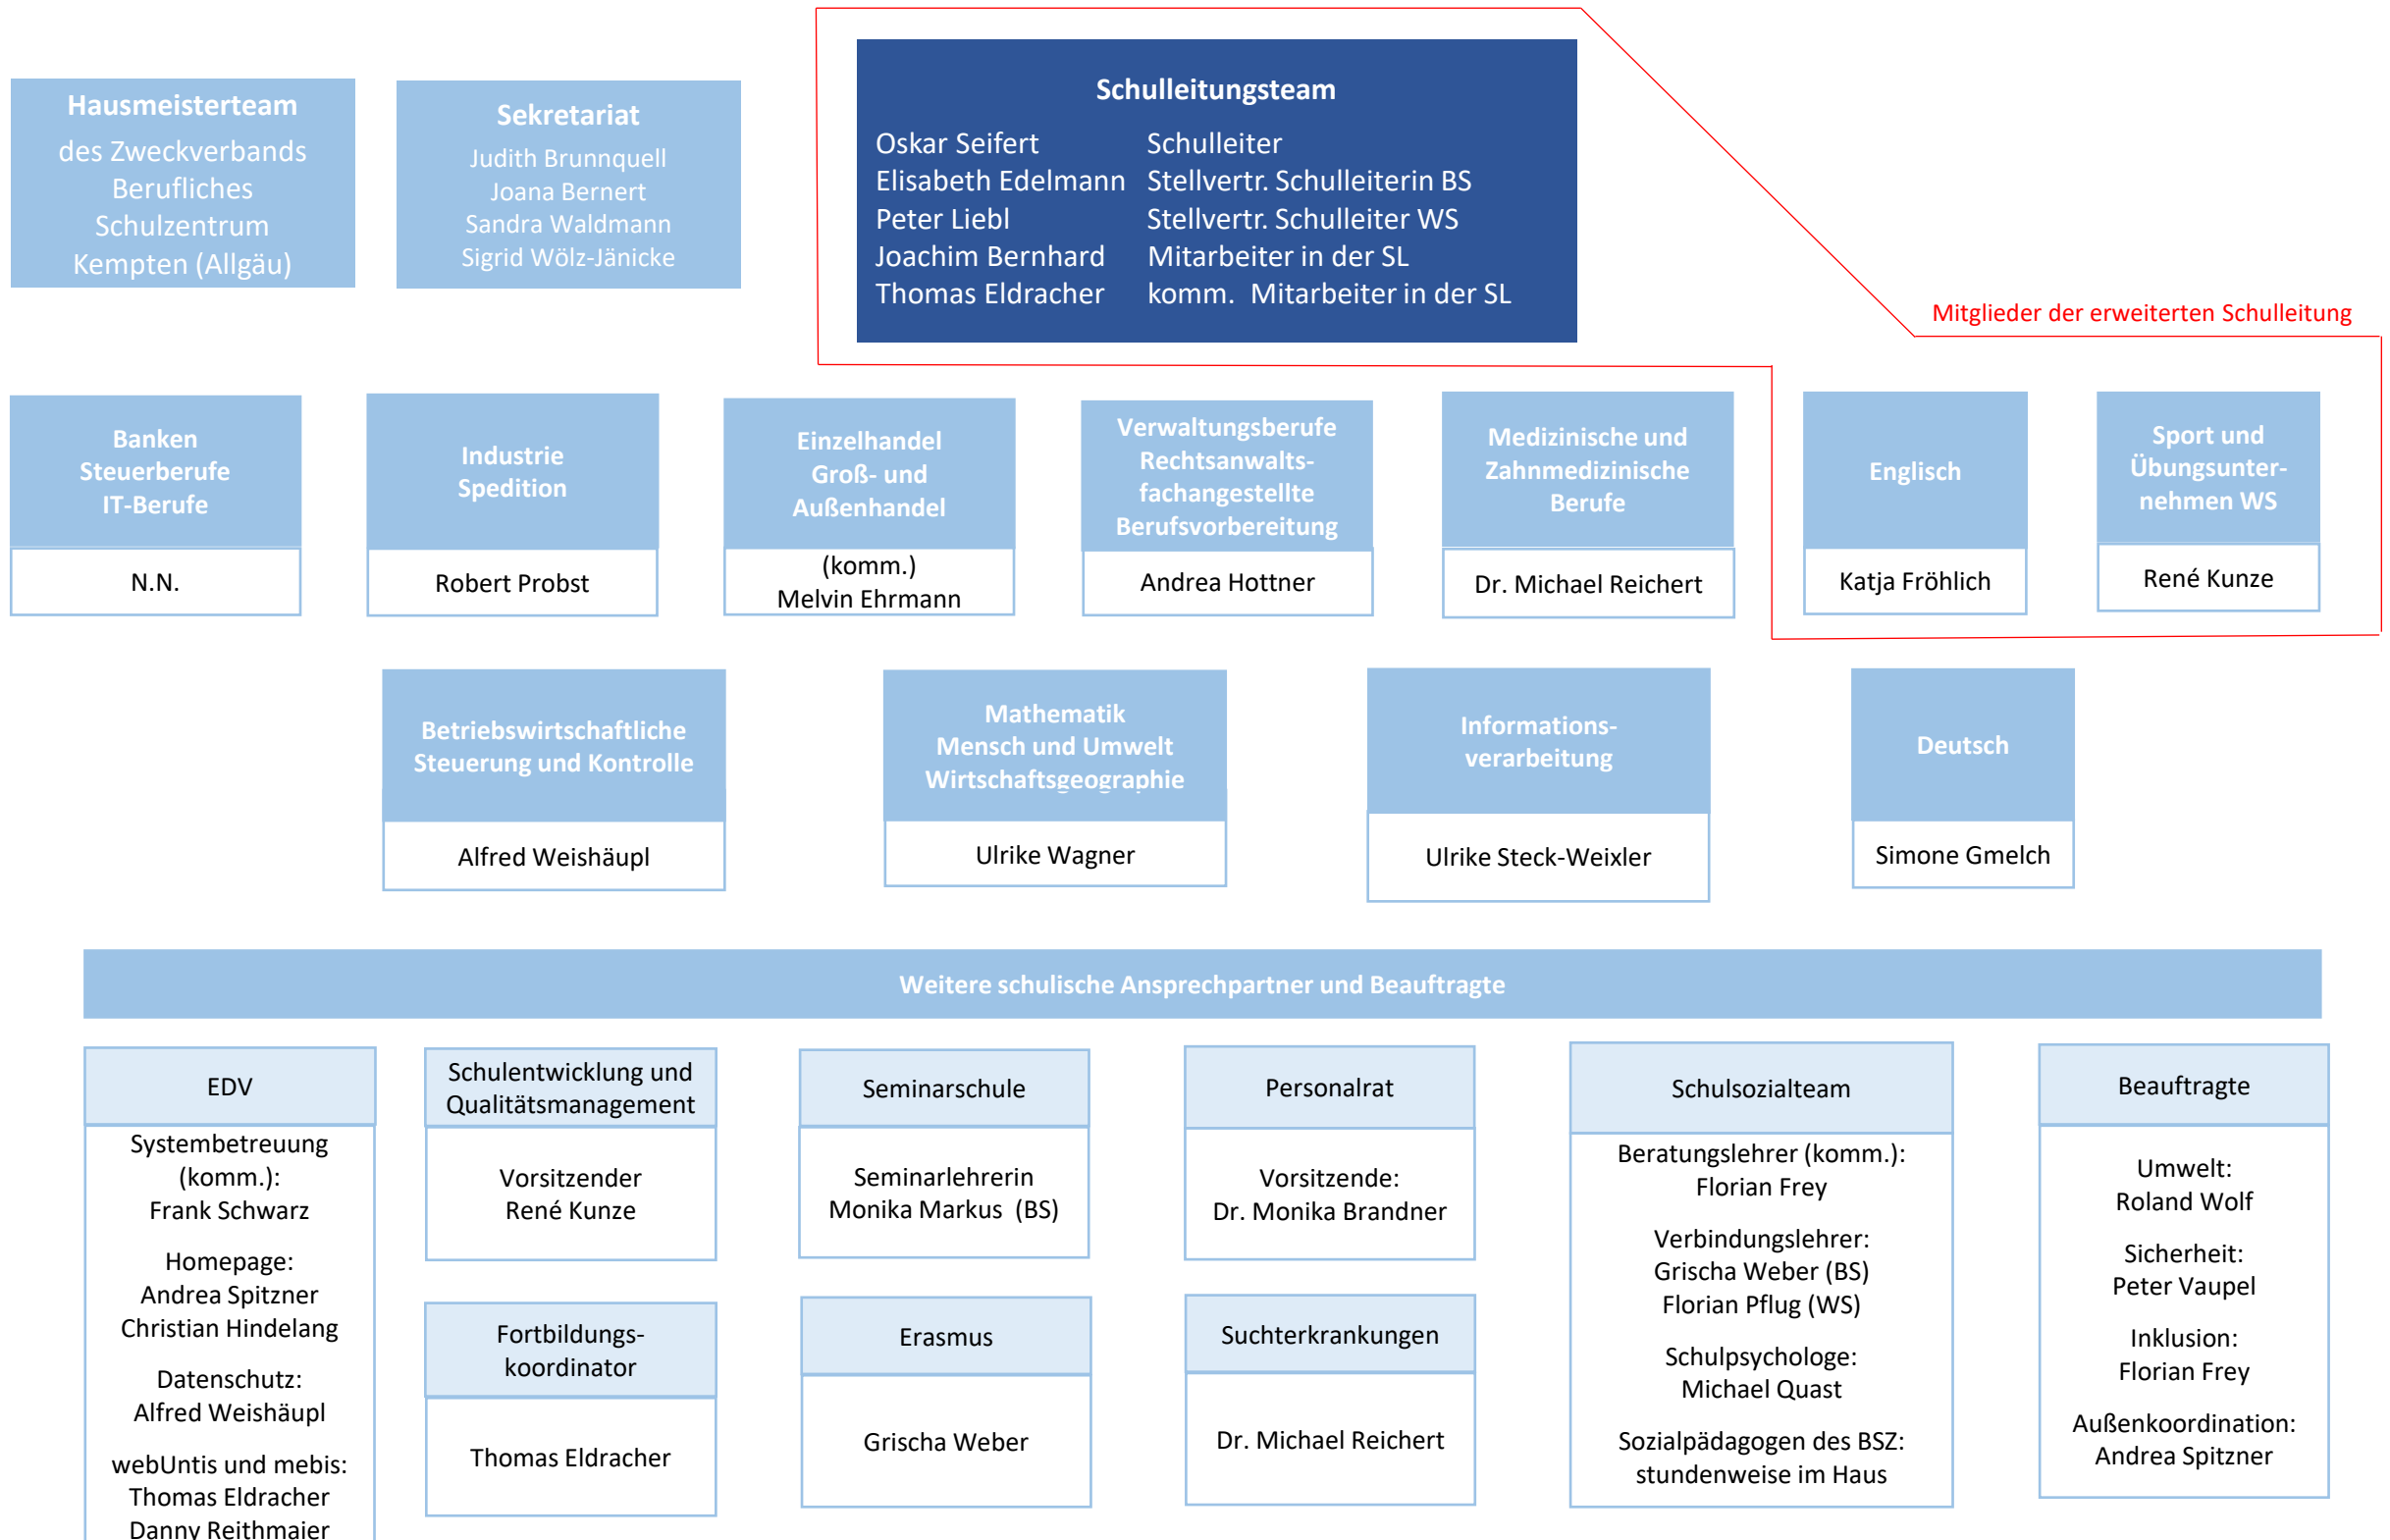 Hausmeisterteam
des Zweckverbands
Berufliches
Schulzentrum
Kempten (Allgäu)
Sekretariat
Judith Brunnquell
Joana Bernert
Sandra Waldmann
Sigrid Wölz-Jänicke
Schulleitungsteam
Oskar Seifert Schulleiter
Elisabeth Edelmann Stellvertr. Schulleiterin BS
Peter Liebl Stellvertr. Schulleiter WS
Joachim Bernhard Mitarbeiter in der SL
Thomas Eldracher komm. Mitarbeiter in der SL
Mitglieder der erweiterten Schulleitung
Banken
Steuerberufe
IT-Berufe
N.N.
Industrie
Spedition
Robert Probst
Einzelhandel
Groß- und
Außenhandel
(komm.)
Melvin Ehrmann
Verwaltungsberufe
Rechtsanwalts-
fachangestellte
Berufsvorbereitung
Andrea Hottner
Medizinische und
Zahnmedizinische
Berufe
Dr. Michael Reichert
Englisch
Katja Fröhlich
Sport und
Übungsunter-
nehmen WS
René Kunze
Betriebswirtschaftliche
Steuerung und Kontrolle
Alfred Weishäupl
Mathematik
Mensch und Umwelt
Wirtschaftsgeographie
Ulrike Wagner
Informations-
verarbeitung
Ulrike Steck-Weixler
Deutsch
Simone Gmelch
Weitere schulische Ansprechpartner und Beauftragte
EDV
Systembetreuung
(komm.):
Frank Schwarz
Homepage:
Andrea Spitzner
Christian Hindelang
Datenschutz:
Alfred Weishäupl
webUntis und mebis:
Thomas Eldracher
Danny Reithmaier
Schulentwicklung und
Qualitätsmanagement
Vorsitzender
René Kunze
Fortbildungs-
koordinator
Thomas Eldracher
Seminarschule
Seminarlehrerin
Monika Markus (BS)
Erasmus
Grischa Weber
Personalrat
Vorsitzende:
Dr. Monika Brandner
Suchterkrankungen
Dr. Michael Reichert
Schulsozialteam
Beratungslehrer (komm.):
Florian Frey
Verbindungslehrer:
Grischa Weber (BS)
Florian Pflug (WS)
Schulpsychologe:
Michael Quast
Sozialpädagogen des BSZ:
stundenweise im Haus
Beauftragte
Umwelt:
Roland Wolf
Sicherheit:
Peter Vaupel
Inklusion:
Florian Frey
Außenkoordination:
Andrea Spitzner